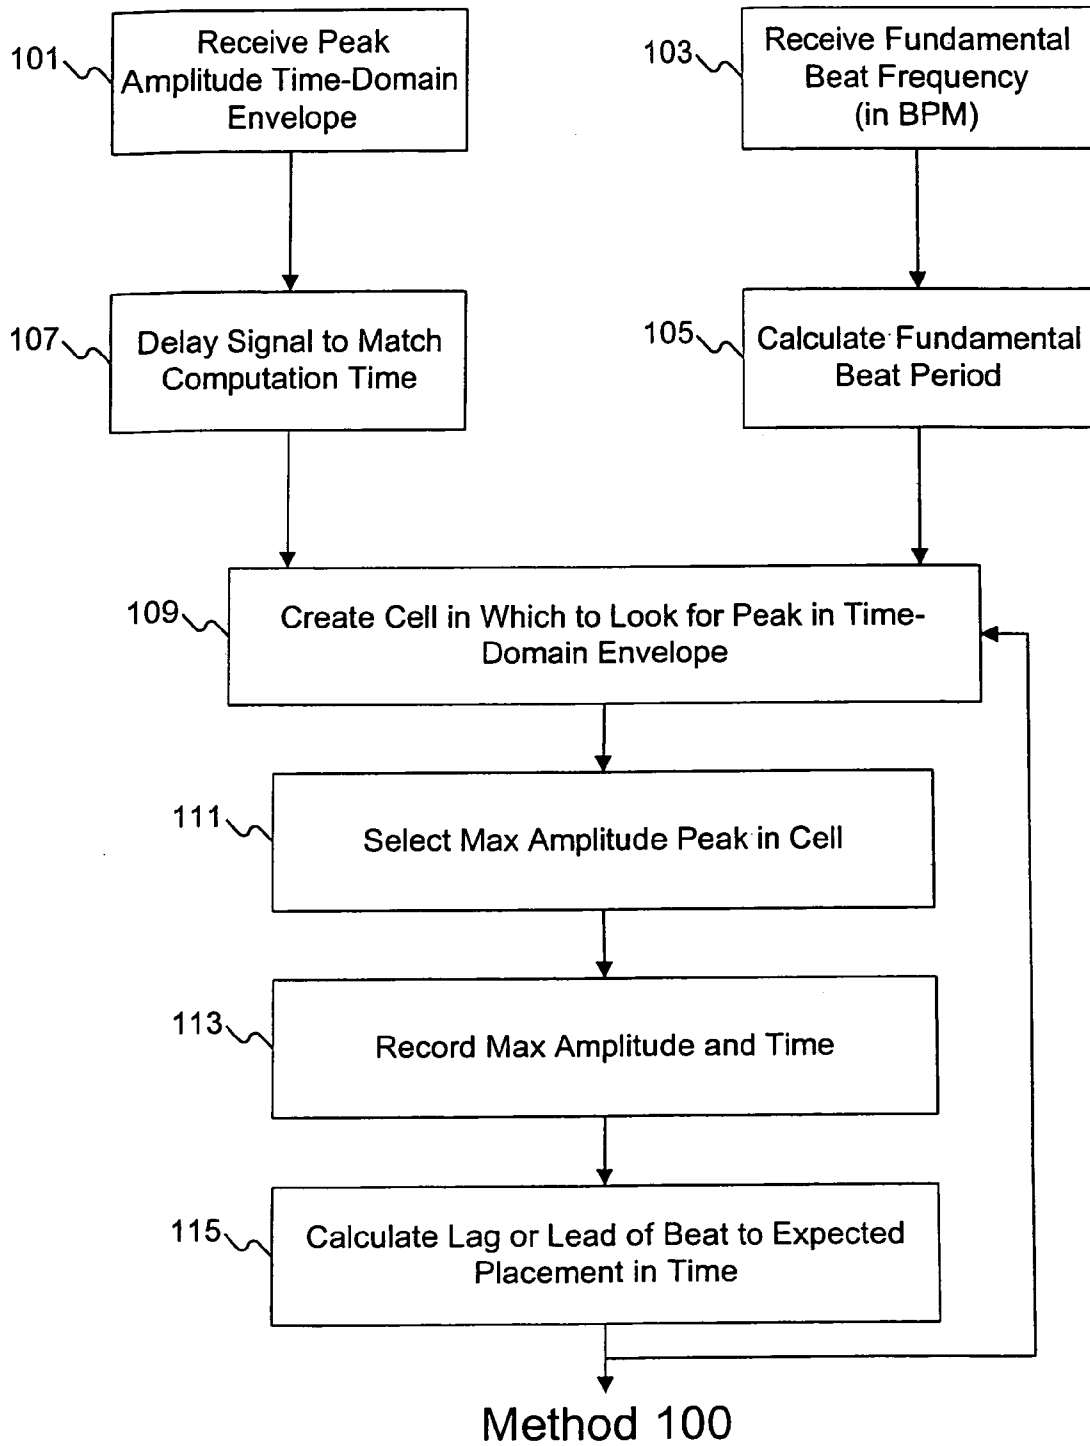 101
Receive Peak
Amplitude Time-Domain
Envelope
103
Receive Fundamental
Beat Frequency
(in BPM)
107
Delay Signal to Match
Computation Time
105
Calculate Fundamental
Beat Period
109
Create Cell in Which to Look for Peak in Time-
Domain Envelope
111
Select Max Amplitude Peak in Cell
113
Record Max Amplitude and Time
115
Calculate Lag or Lead of Beat to Expected
Placement in Time
Method 100